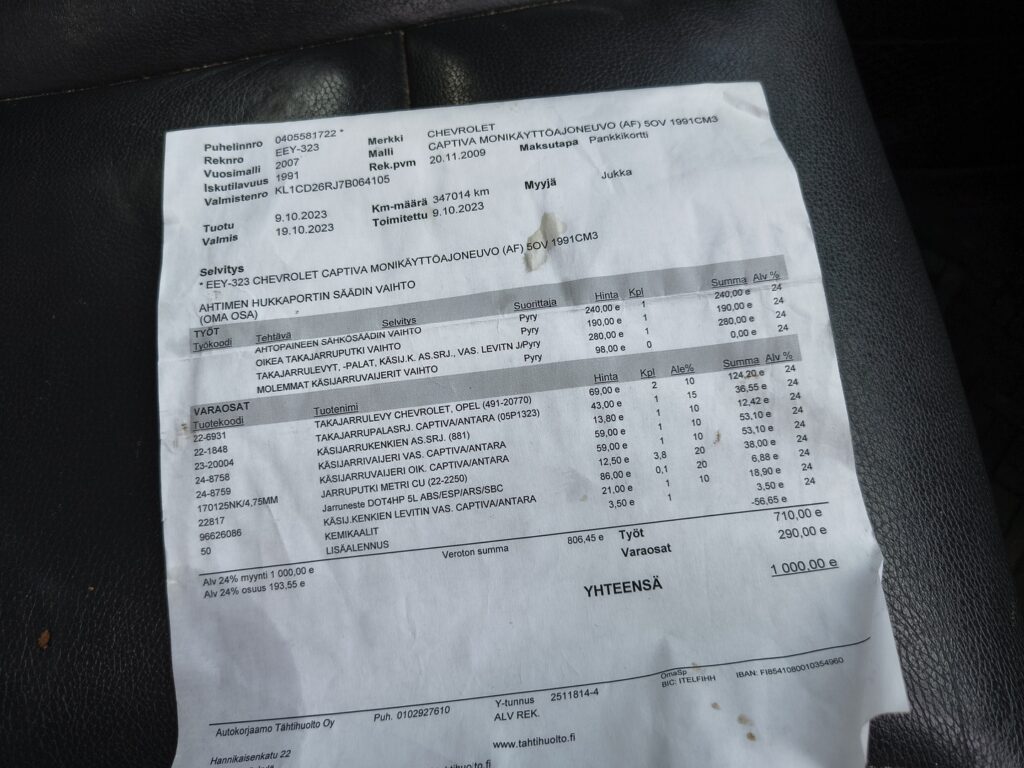 Puhelinnro 0405581722 * Merkki CHEVROLET
Reknro EEY-323 Malli CAPTIVA MONIKÄYTTÖAJONEUVO (AF) 5OV 1991CM3
Vuosimalli 2007 Rek.pvm 20.11.2009 Maksutapa Pankkikortti
Iskutilavuus 1991
Valmistenro KL1CD26RJ7B064105
Tuotu 9.10.2023 Km-määrä 347014 km Myyjä Jukka
Valmis 19.10.2023 Toimitettu 9.10.2023
Selvitys
* EEY-323 CHEVROLET CAPTIVA MONIKÄYTTÖAJONEUVO (AF) 5OV 1991CM3
AHTIMEN HUKKAPORTIN SÄÄDIN VAIHTO
(OMA OSA)
TYÖT
Työkoodi Tehtävä Selvitys Suorittaja Hinta Kpl Summa Alv %
AHTOPAINEEN SÄHKÖSÄÄDIN VAIHTO Pyry 240,00 e 1 240,00 e 24
OIKEA TAKAJARRUPUTKI VAIHTO Pyry 190,00 e 1 190,00 e 24
TAKAJARRULEVYT, -PALAT, KÄSIJ.K. AS.SRJ., VAS. LEVITN J/ Pyry 280,00 e 1 280,00 e 24
MOLEMMAT KÄSIJARRUVAIJERIT VAIHTO Pyry 98,00 e 0 0,00 e 24
VARAOSAT
Tuotekoodi Tuotenimi Hinta Kpl Ale% Summa Alv %
22-6931 TAKAJARRULEVY CHEVROLET, OPEL (491-20770) 69,00 e 2 10 124,20 e 24
22-1848 TAKAJARRUPALASRJ. CAPTIVA/ANTARA (05P1323) 43,00 e 1 15 36,55 e 24
23-20004 KÄSIJARRUKENKIEN AS.SRJ. (881) 13,80 e 1 10 12,42 e 24
24-8758 KÄSIJARRIVAIJERI VAS. CAPTIVA/ANTARA 59,00 e 1 10 53,10 e 24
24-8759 KÄSIJARRUVAIJERI OIK. CAPTIVA/ANTARA 59,00 e 1 10 53,10 e 24
170125NK/4,75MM JARRUPUTKI METRI CU (22-2250) 12,50 e 3,8 20 38,00 e 24
22817 Jarruneste DOT4HP 5L ABS/ESP/ARS/SBC 86,00 e 0,1 20 6,88 e 24
96626086 KÄSIJ.KENKIEN LEVITIN VAS. CAPTIVA/ANTARA 21,00 e 1 10 18,90 e 24
50 KEMIKAALIT 3,50 e 1 3,50 e 24
LISÄALENNUS -56,65 e
Alv 24% myynti 1 000,00 e Veroton summa 806,45 e Työt 710,00 e
Alv 24% osuus 193,55 e Varaosat 290,00 e
YHTEENSÄ 1 000,00 e
Autokorjaamo Tähtihuolto Oy Puh. 0102927610 Y-tunnus 2511814-4 OmaSp IBAN: FI8541080010354960
ALV REK. BIC: ITELFIHH
Hannikaisenkatu 22 www.tahtihuolto.fi